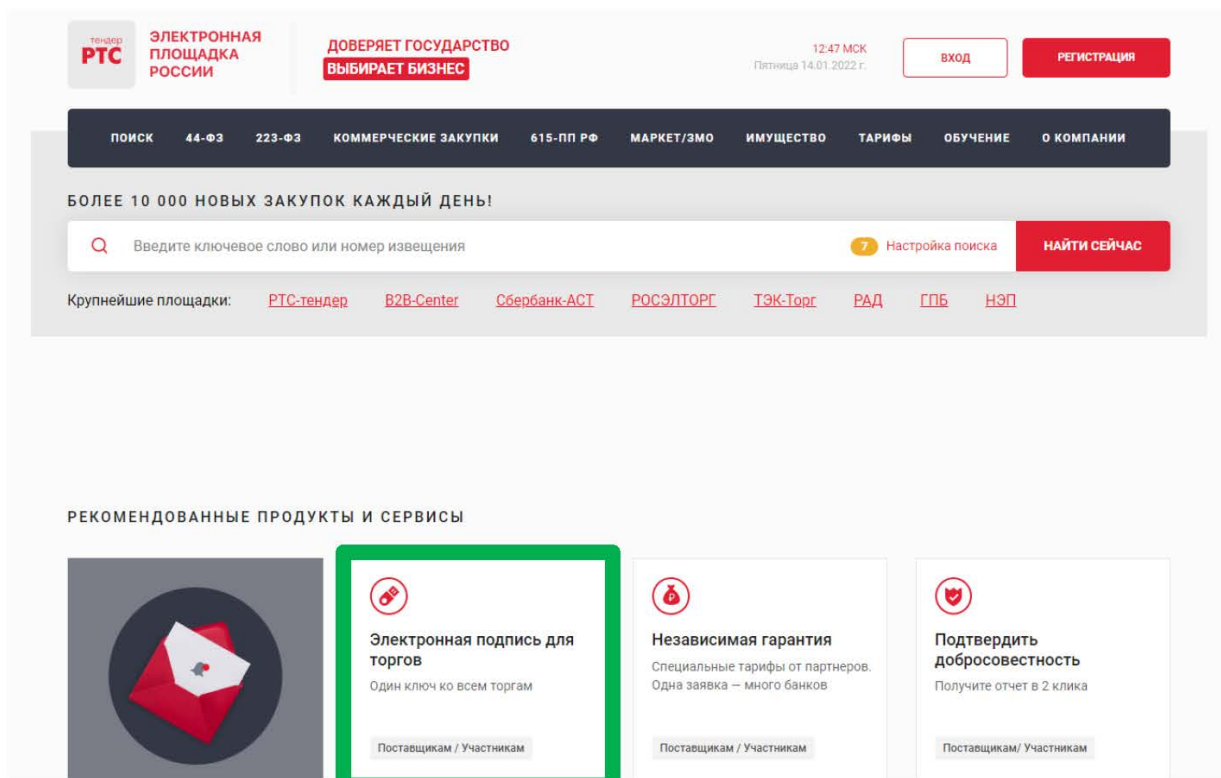 тендер
РТС
ЭЛЕКТРОННАЯ
ПЛОЩАДКА
РОССИИ
ДОВЕРЯЕТ ГОСУДАРСТВО
ВЫБИРАЕТ БИЗНЕС
12:47 МСК
Пятница 14.01.2022 г.
ВХОД
РЕГИСТРАЦИЯ
ПОИСК 44-ФЗ 223-ФЗ КОММЕРЧЕСКИЕ ЗАКУПКИ 615-ПП РФ МАРКЕТ/ЗМО ИМУЩЕСТВО ТАРИФЫ ОБУЧЕНИЕ О КОМПАНИИ
БОЛЕЕ 10 000 НОВЫХ ЗАКУПОК КАЖДЫЙ ДЕНЬ!
Введите ключевое слово или номер извещения
7 Настройка поиска
НАЙТИ СЕЙЧАС
Крупнейшие площадки: РТС-тендер B2B-Center Сбербанк-АСТ РОСЭЛТОРГ ТЭК-Торг РАД ГПБ НЭП
РЕКОМЕНДОВАННЫЕ ПРОДУКТЫ И СЕРВИСЫ
Электронная подпись для
торгов
Один ключ ко всем торгам
Поставщикам / Участникам
Независимая гарантия
Специальные тарифы от партнеров.
Одна заявка — много банков
Поставщикам / Участникам
Подтвердить
добросовестность
Получите отчет в 2 клика
Поставщикам/ Участникам